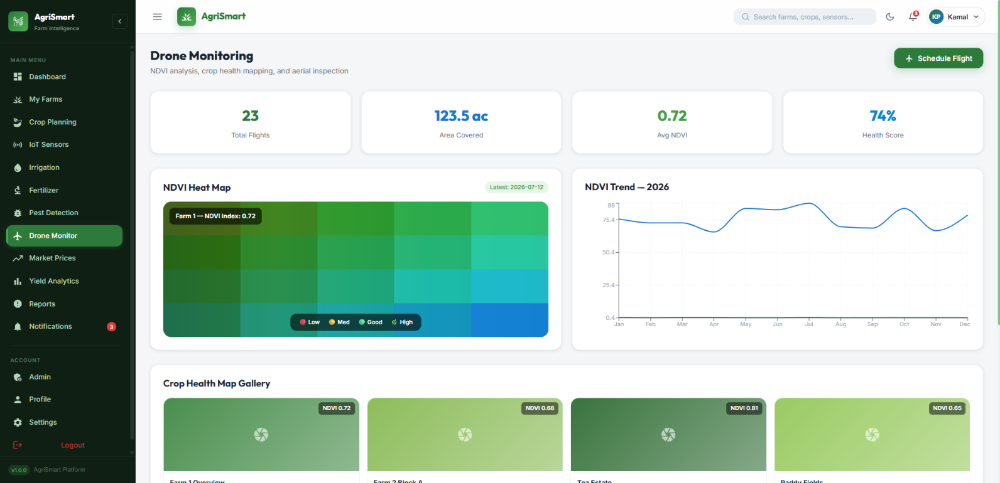 AgriSmart
Farm Intelligence
MAIN MENU
Dashboard
My Farms
Crop Planning
IoT Sensors
Irrigation
Fertilizer
Pest Detection
Drone Monitor
Market Prices
Yield Analytics
Reports
Notifications 3
ACCOUNT
Admin
Profile
Settings
Logout
v1.0.0 AgriSmart Platform
AgriSmart
Search farms, crops, sensors...
3
KP Kamal
Drone Monitoring
NDVI analysis, crop health mapping, and aerial inspection
Schedule Flight
23
Total Flights
123.5 ac
Area Covered
0.72
Avg NDVI
74%
Health Score
NDVI Heat Map
Latest: 2026-07-12
Farm 1 — NDVI Index: 0.72
Low Med Good High
NDVI Trend — 2026
88
75.4
50.4
25.4
0.4
Jan Feb Mar Apr May Jun Jul Aug Sep Oct Nov Dec
Crop Health Map Gallery
NDVI 0.72
NDVI 0.68
NDVI 0.81
NDVI 0.65
Farm 1 Overview
Farm 2 Block A
Tea Estate
Paddy Fields